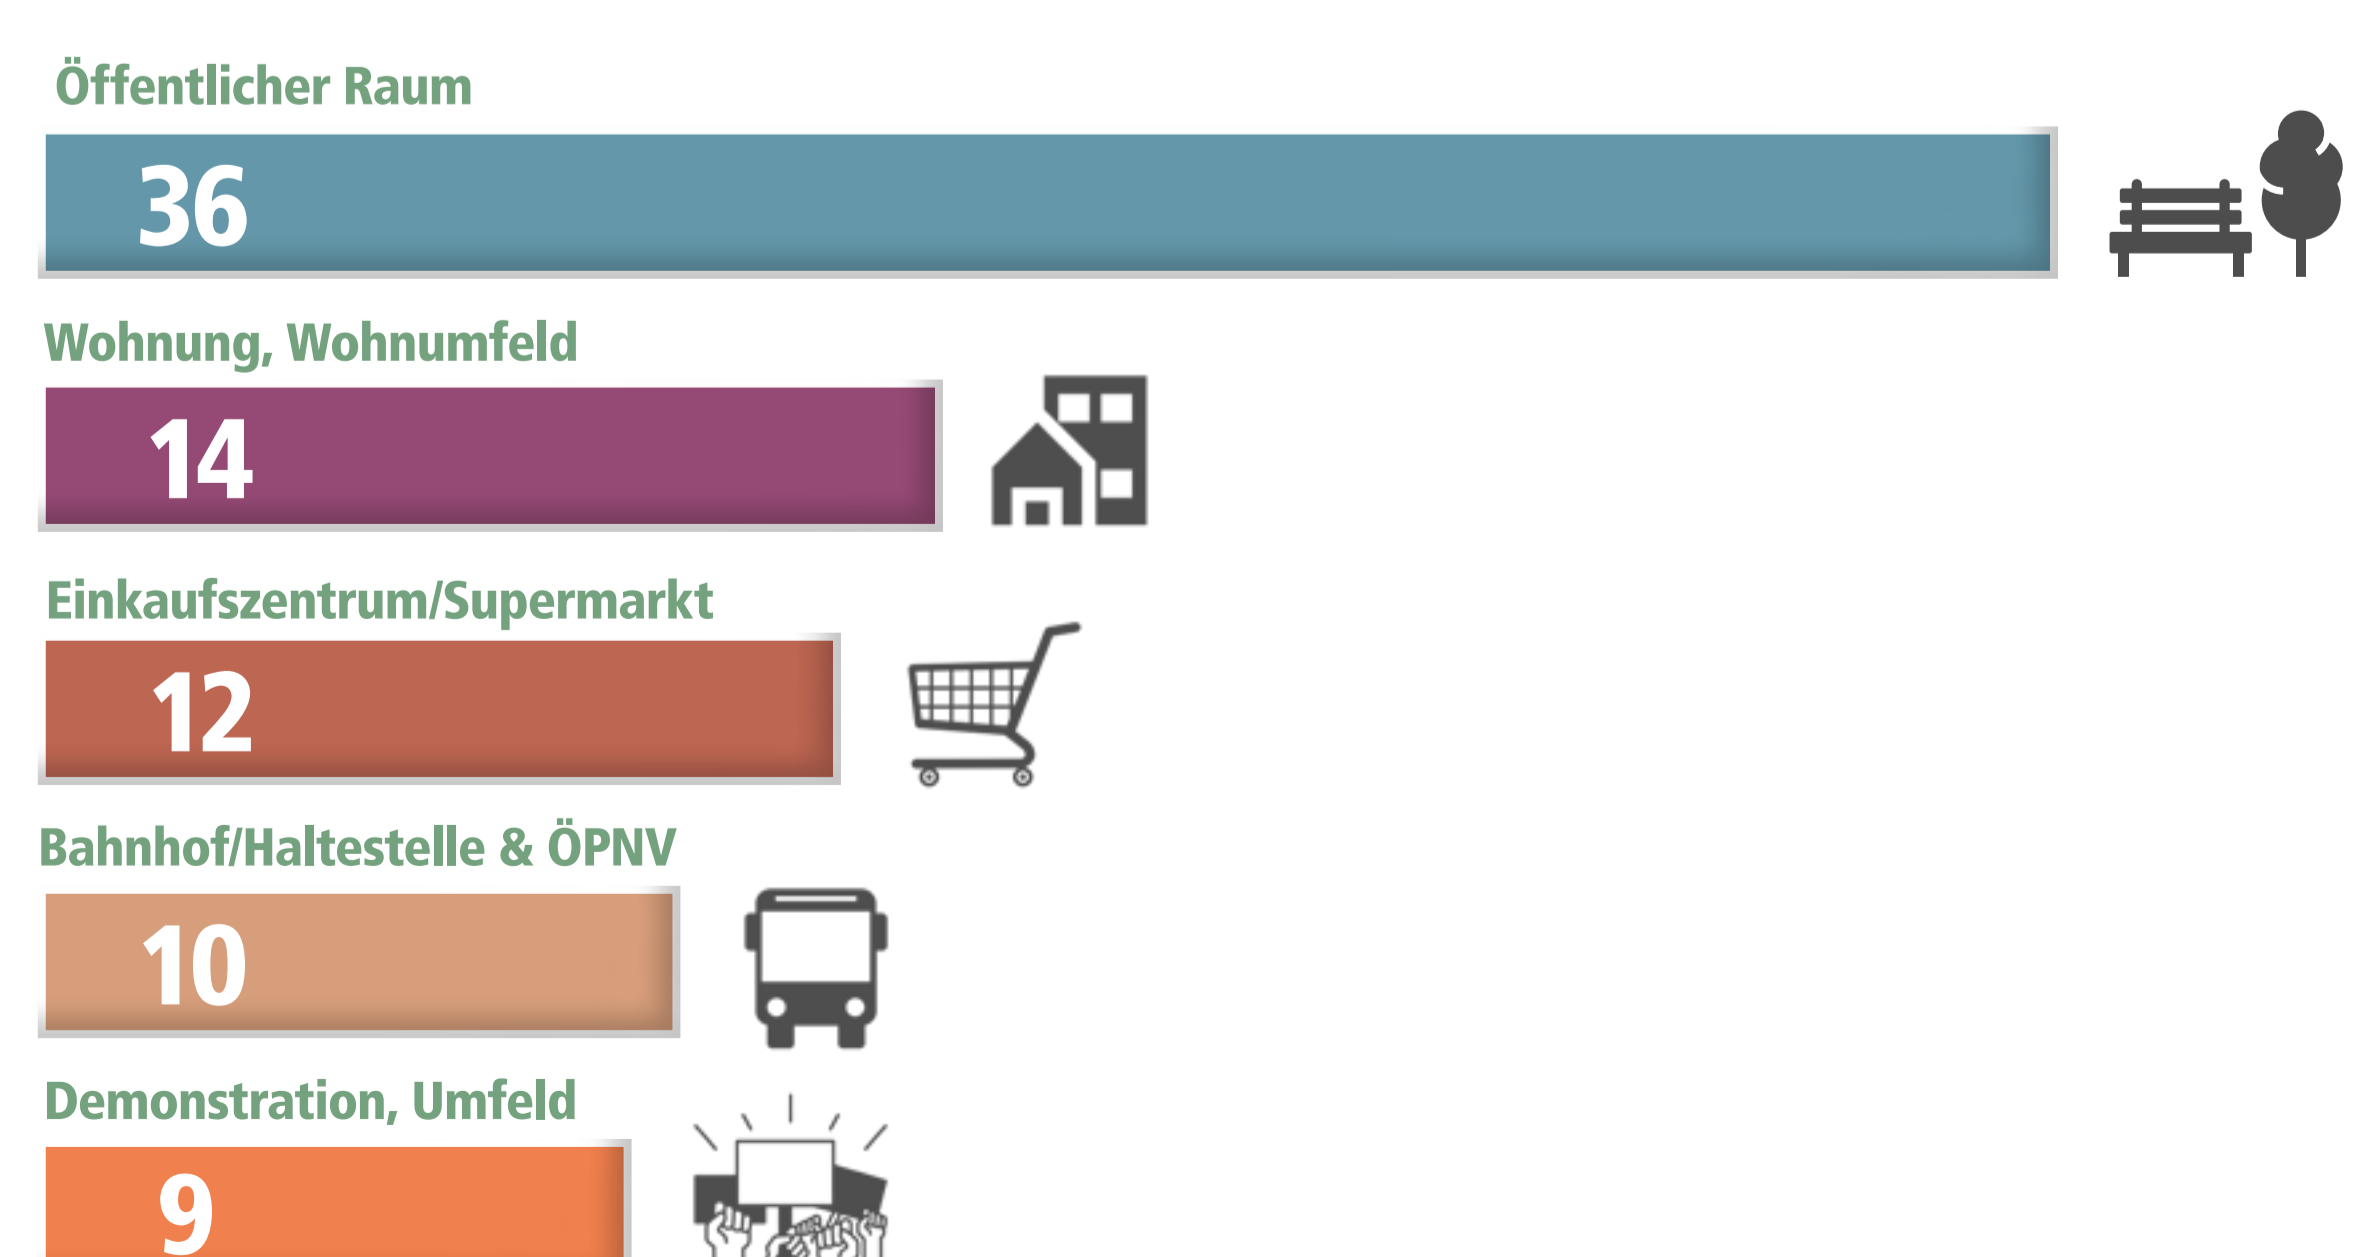 Öffentlicher Raum
36
Wohnung, Wohnumfeld
14
Einkaufszentrum/Supermarkt
12
Bahnhof/Haltestelle & ÖPNV
10
Demonstration, Umfeld
9